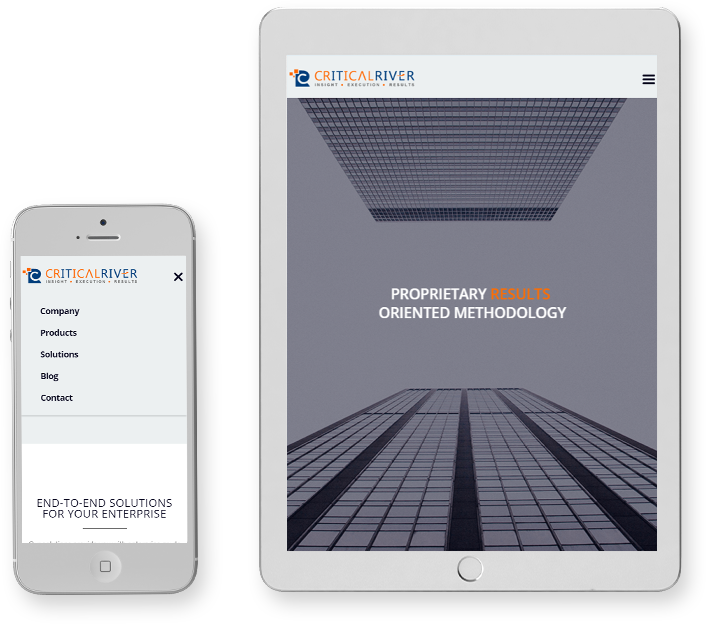 CRITICALRIVER
INSIGHT • EXECUTION • RESULTS
Company
Products
Solutions
Blog
Contact
END-TO-END SOLUTIONS
FOR YOUR ENTERPRISE
CRITICALRIVER
INSIGHT • EXECUTION • RESULTS
PROPRIETARY RESULTS
ORIENTED METHODOLOGY